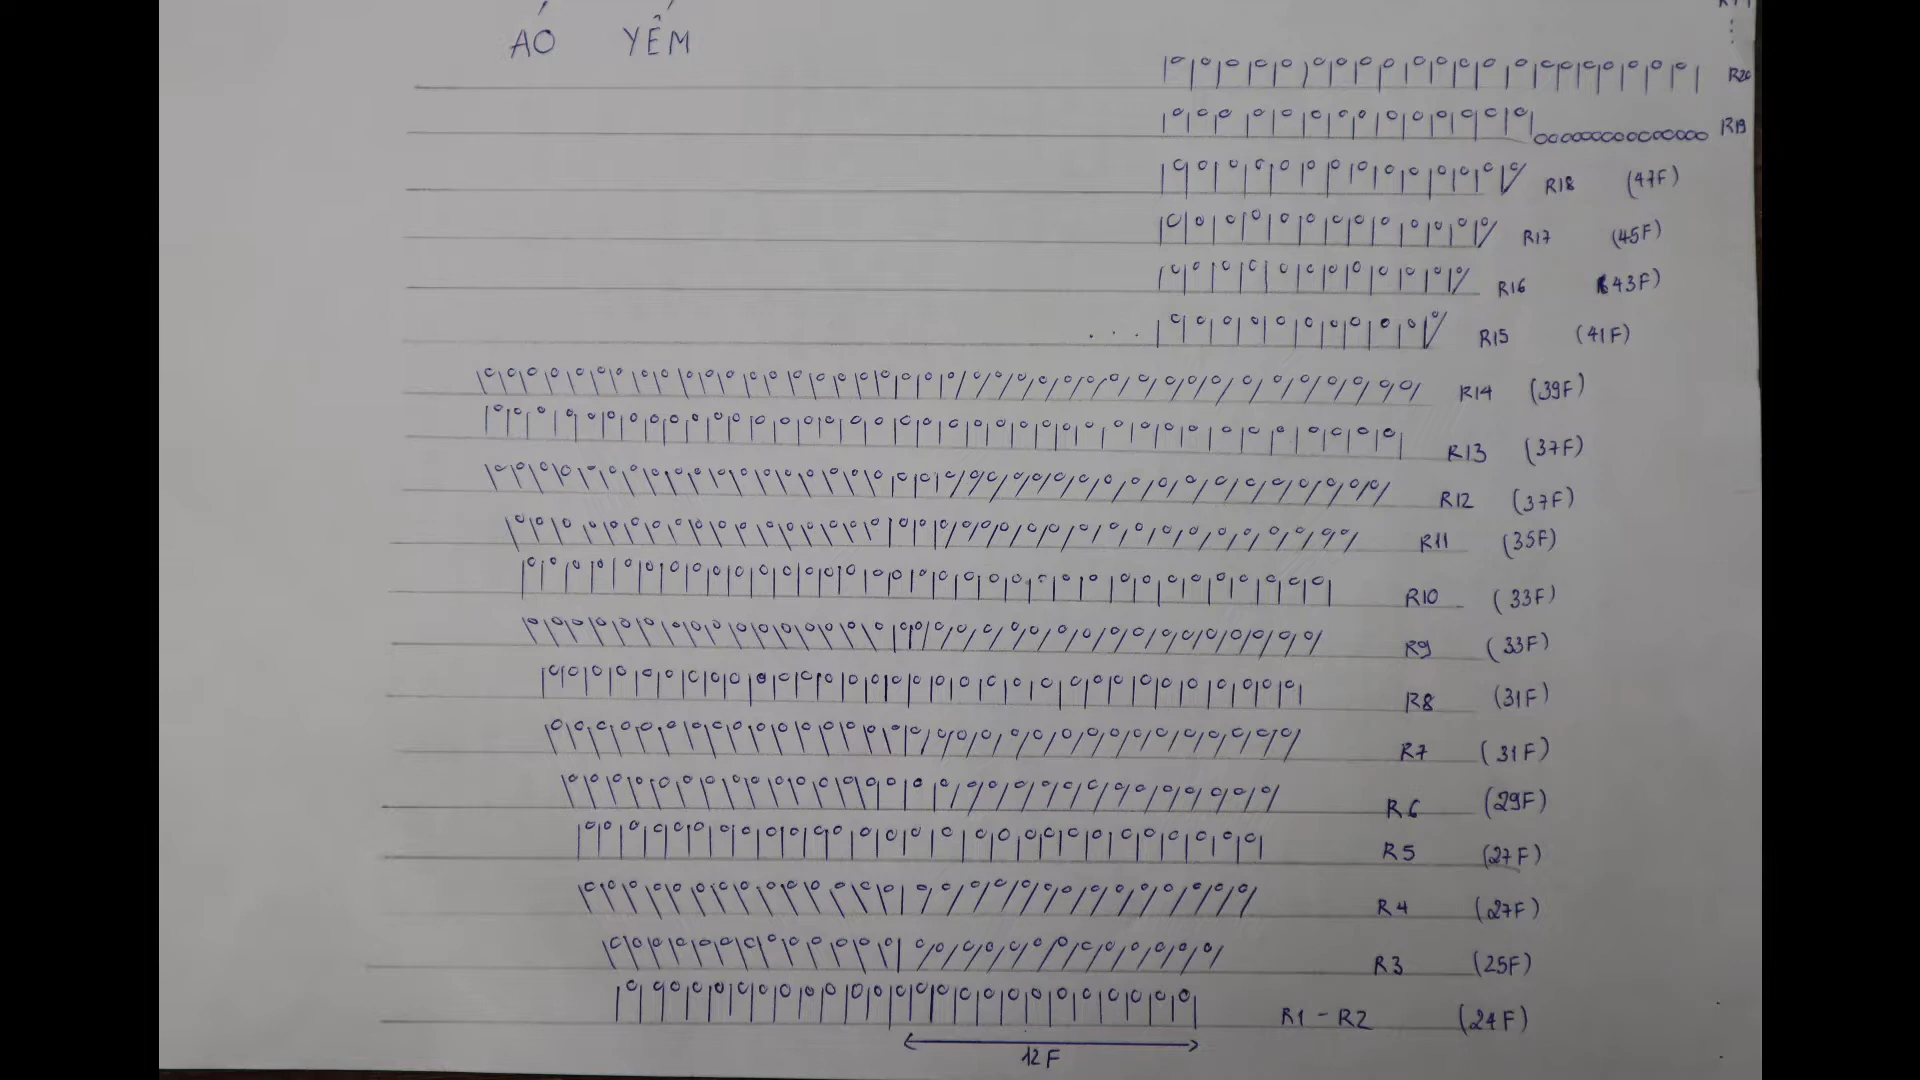 ÁO YẾM
R20
R19
R18 (47F)
R17 (45F)
R16 (43F)
R15 (41F)
R14 (39F)
R13 (37F)
R12 (37F)
R11 (35F)
R10 (33F)
R9 (33F)
R8 (31F)
R7 (31F)
R6 (29F)
R5 (27F)
R4 (27F)
R3 (25F)
R1 - R2 (24F)
12F